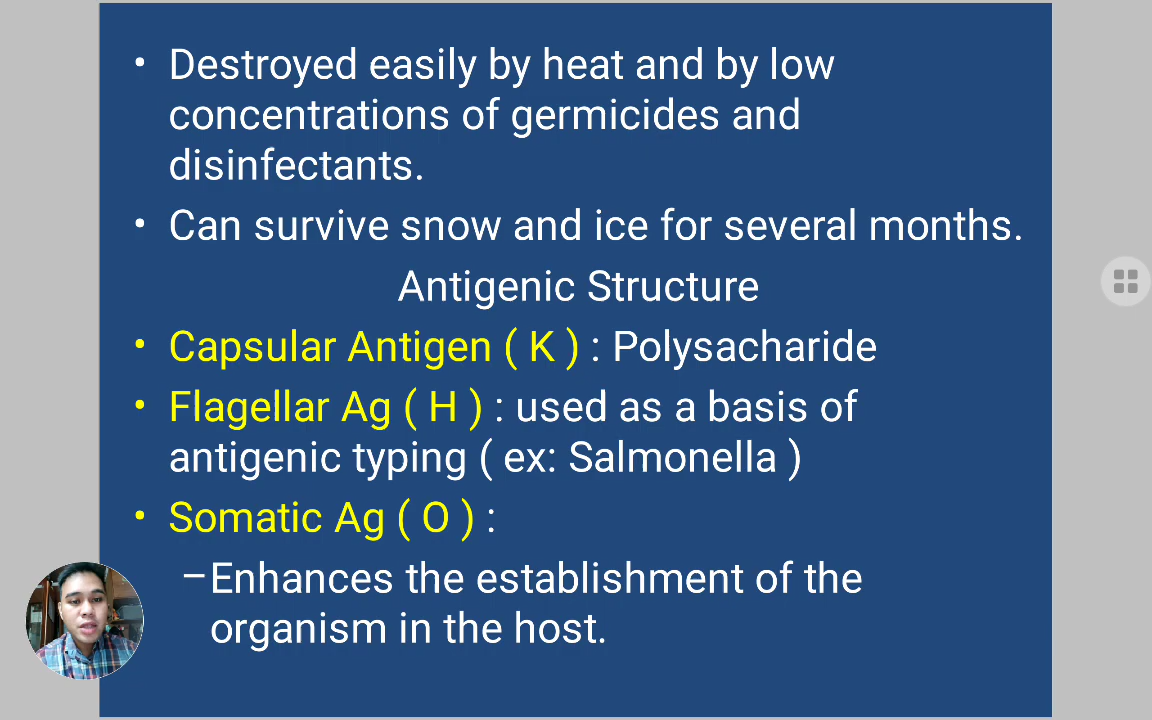 • Destroyed easily by heat and by low
concentrations of germicides and
disinfectants.
• Can survive snow and ice for several months.
Antigenic Structure
• Capsular Antigen ( K ) : Polysacharide
• Flagellar Ag ( H ) : used as a basis of
antigenic typing ( ex: Salmonella )
• Somatic Ag ( O ) :
–Enhances the establishment of the
organism in the host.